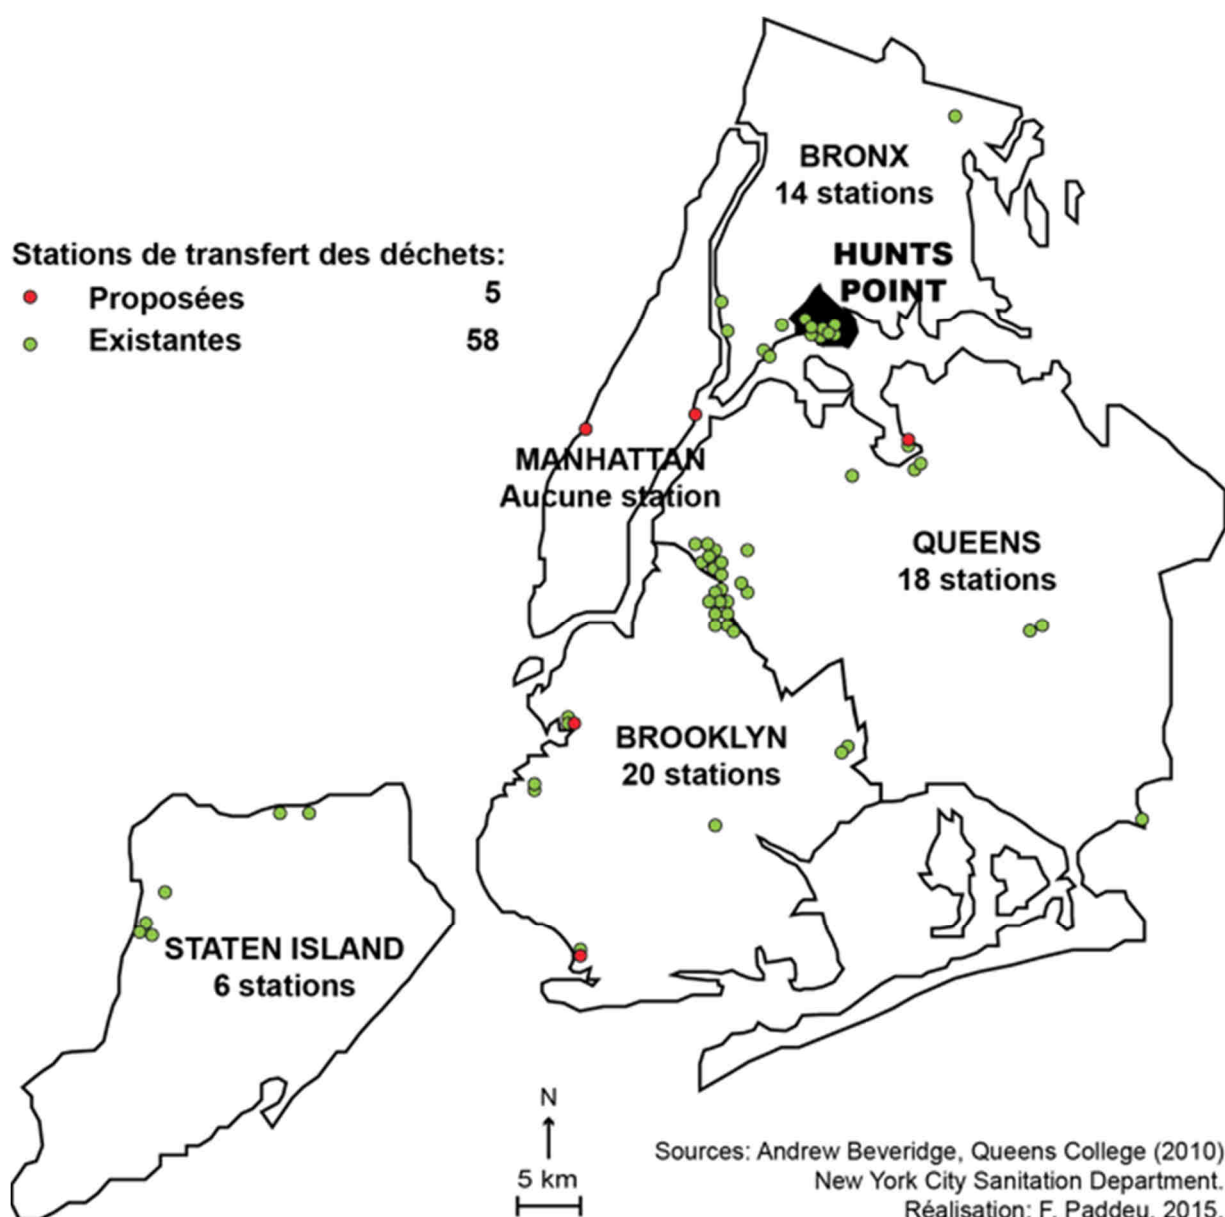 BRONX
14 stations
Stations de transfert des déchets:
Proposées 5
Existantes 58
HUNTS
POINT
MANHATTAN
Aucune station
QUEENS
18 stations
BROOKLYN
20 stations
STATEN ISLAND
6 stations
N
5 km
Sources: Andrew Beveridge, Queens College (2010)
New York City Sanitation Department.
Réalisation: F. Paddeu, 2015.